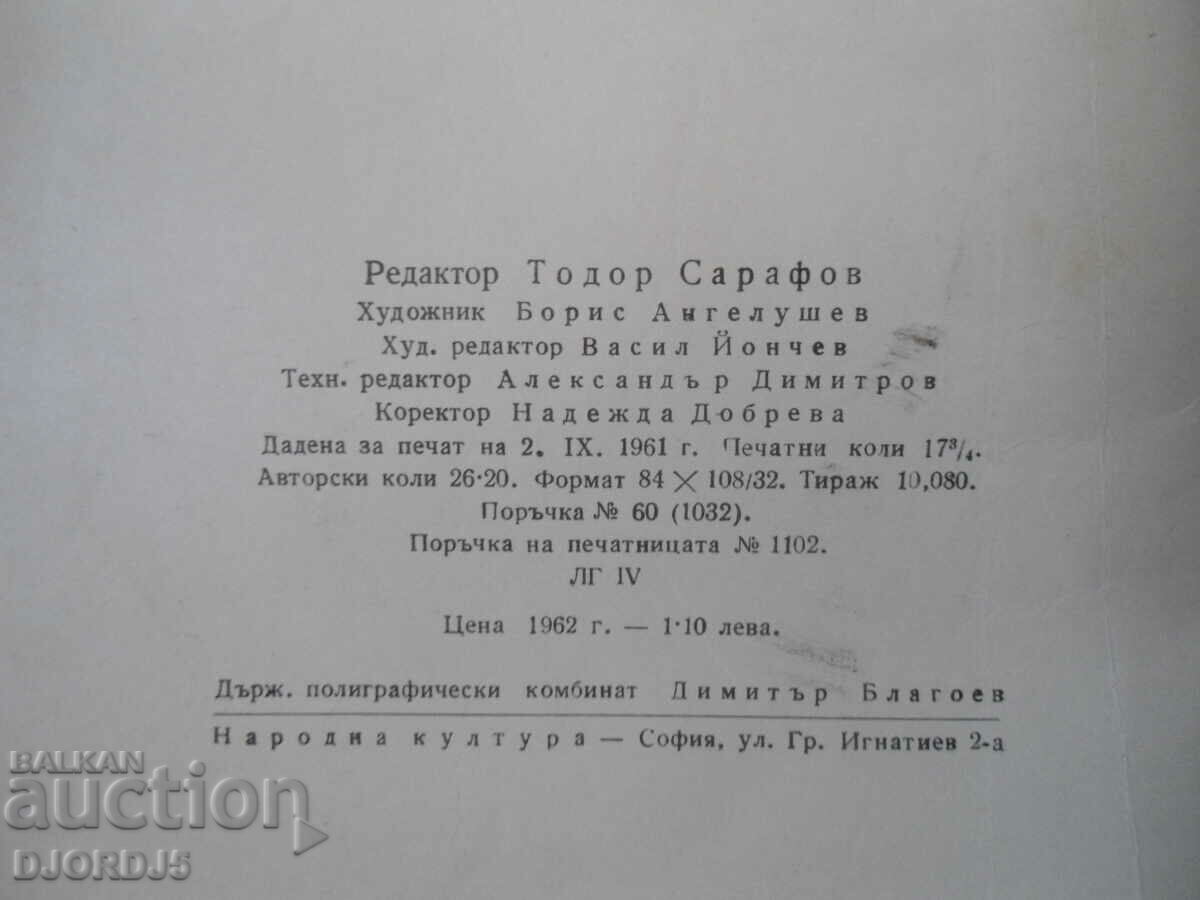 Редактор Тодор Сарафов
Художник Борис Ангелушев
Худ. редактор Васил Йончев
Техн. редактор Александър Димитров
Коректор Надежда Добрева
Дадена за печат на 2. IX. 1961 г. Печатни коли 17³/₄.
Авторски коли 26·20. Формат 84 × 108/32. Тираж 10,080.
Поръчка № 60 (1032).
Поръчка на печатницата № 1102.
ЛГ IV
Цена 1962 г. — 1·10 лева.
Държ. полиграфически комбинат Димитър Благоев
Народна култура — София, ул. Гр. Игнатиев 2-а
BALKAN
auction
DJORDJ5